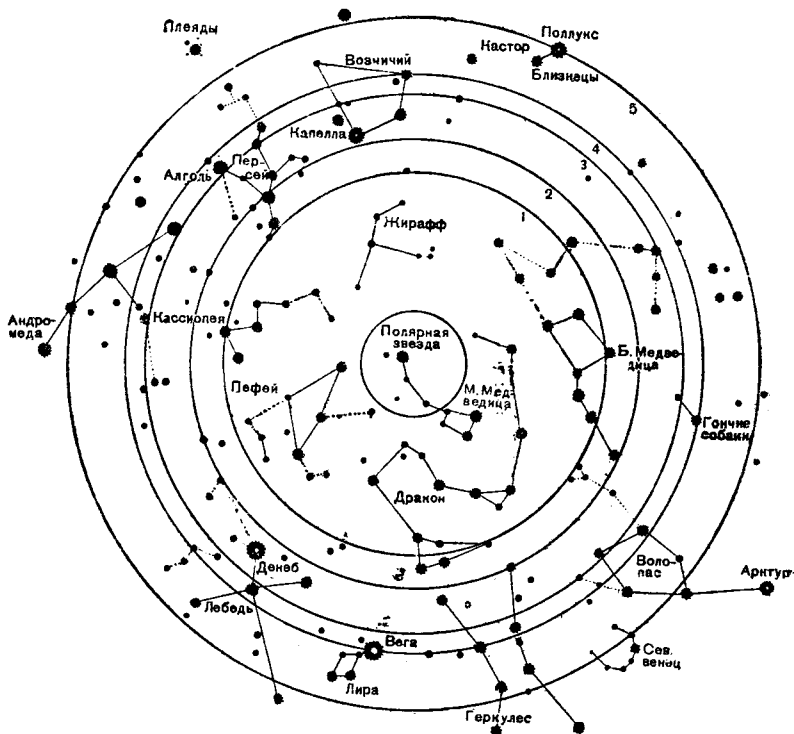 Плеяды
Поллукс
Кастор
Близнецы
Возчичий
5
Капелла
4
3
Пер-
сей
Алголь
2
1
Жирафф
Андро-
меда
Кассиопея
Полярная
звезда
Б. Медве-
дица
Цефей
М. Мед-
ведица
Гончие
собаки
Дракон
Денеб
Воло-
пас
Арктур
Лебедь
Вега
Сев.
венец
Лира
Геркулес